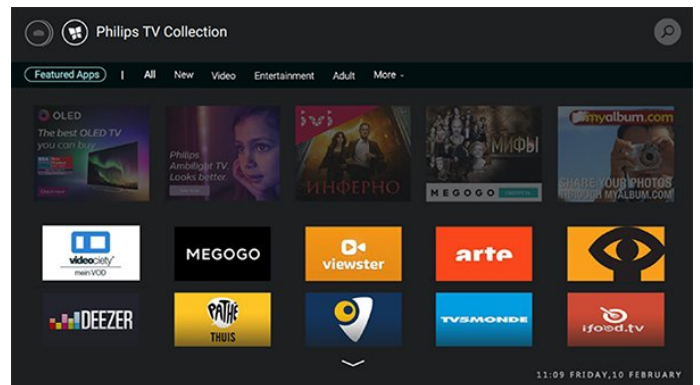 Philips TV Collection
Featured Apps | All New Video Entertainment Adult More
OLED
The best OLED TV
you can buy
Philips
Ambilight TV.
Looks better.
ivi
ИНФЕРНО
МИФЫ
MEGOGO
myalbum.com
SHARE YOUR PHOTOS
THROUGH MYALBUM.COM
videociety
mein VOD
MEGOGO
viewster
arte
DEEZER
PATHÉ
THUIS
TV5MONDE
ifood.tv
11:09 FRIDAY,10 FEBRUARY